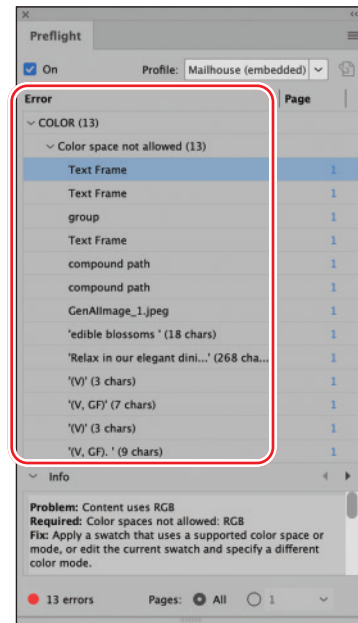 Preflight
On Profile: Mailhouse (embedded)
Error Page
COLOR (13)
Color space not allowed (13)
Text Frame 1
Text Frame 1
group 1
Text Frame 1
compound path 1
compound path 1
GenAIImage_1.jpeg 1
'edible blossoms ' (18 chars) 1
'Relax in our elegant dini...' (268 cha... 1
'(V)' (3 chars) 1
'(V, GF)' (7 chars) 1
'(V)' (3 chars) 1
'(V, GF). ' (9 chars) 1
Info
Problem: Content uses RGB
Required: Color spaces not allowed: RGB
Fix: Apply a swatch that uses a supported color space or
mode, or edit the current swatch and specify a different
color mode.
13 errors Pages: All 1